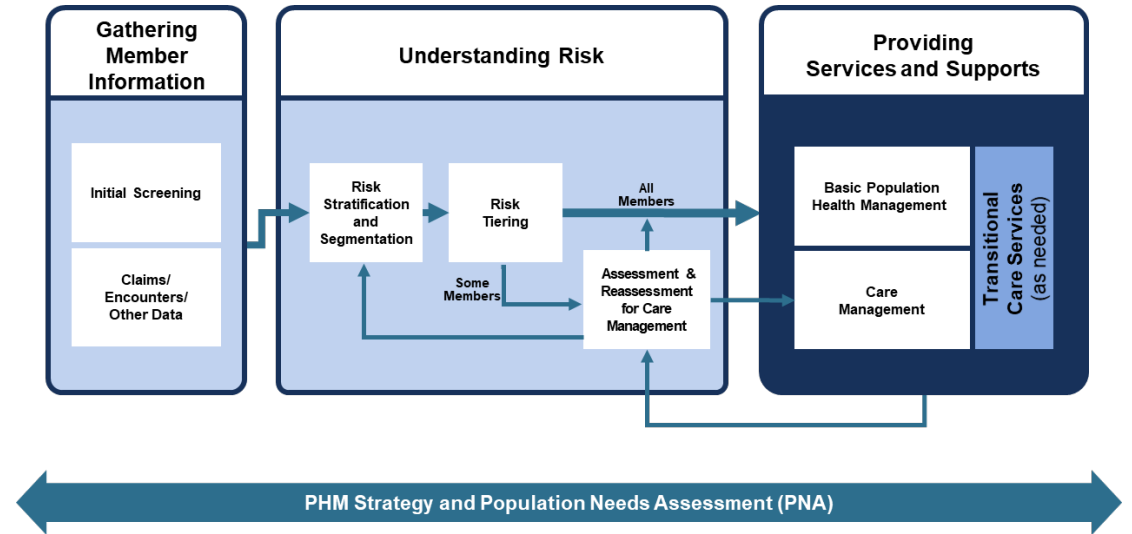 Gathering
Member
Information
Initial Screening
Claims/
Encounters/
Other Data
Understanding Risk
Risk
Stratification
and
Segmentation
Risk
Tiering
All
Members
Some
Members
Assessment &
Reassessment
for Care
Management
Providing
Services and Supports
Basic Population
Health Management
Care
Management
Transitional
Care Services
(as needed)
PHM Strategy and Population Needs Assessment (PNA)